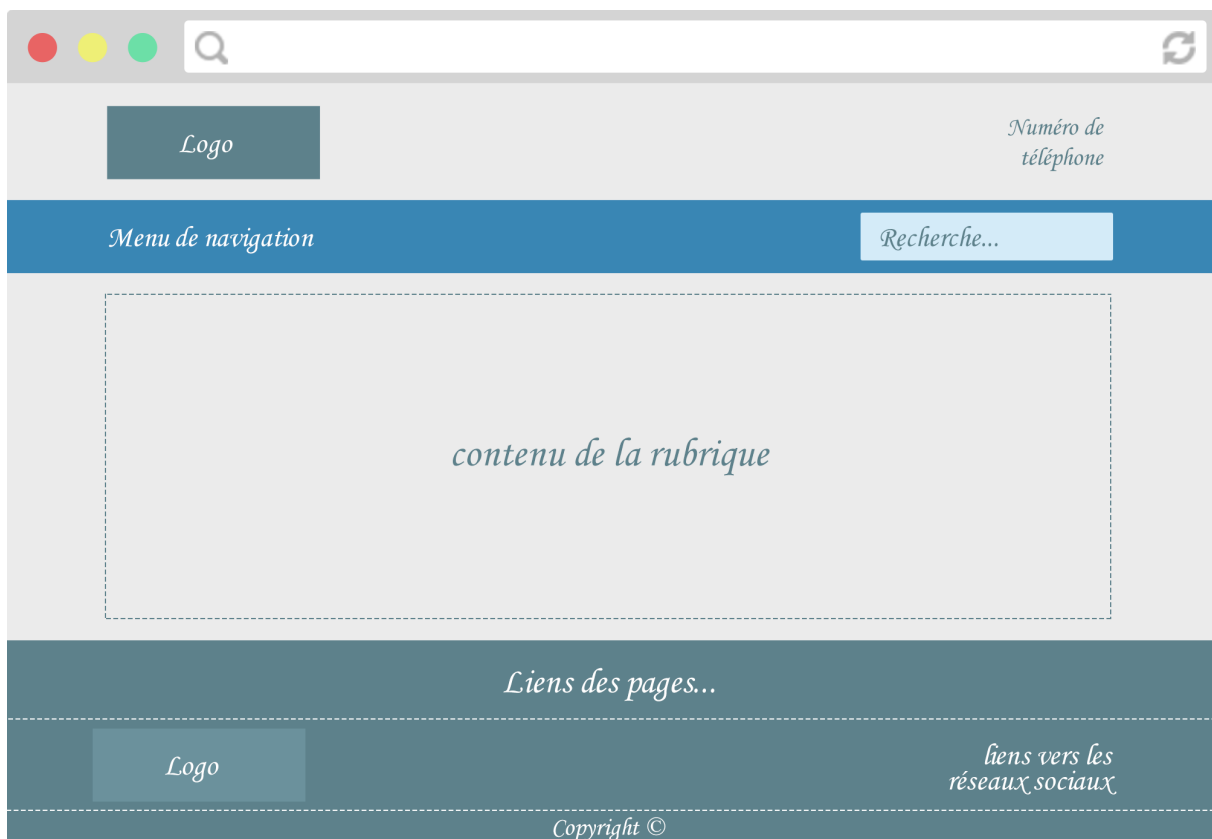 Logo
Numéro de
téléphone
Menu de navigation
Recherche...
contenu de la rubrique
Liens des pages...
Logo
liens vers les
réseaux sociaux
Copyright ©